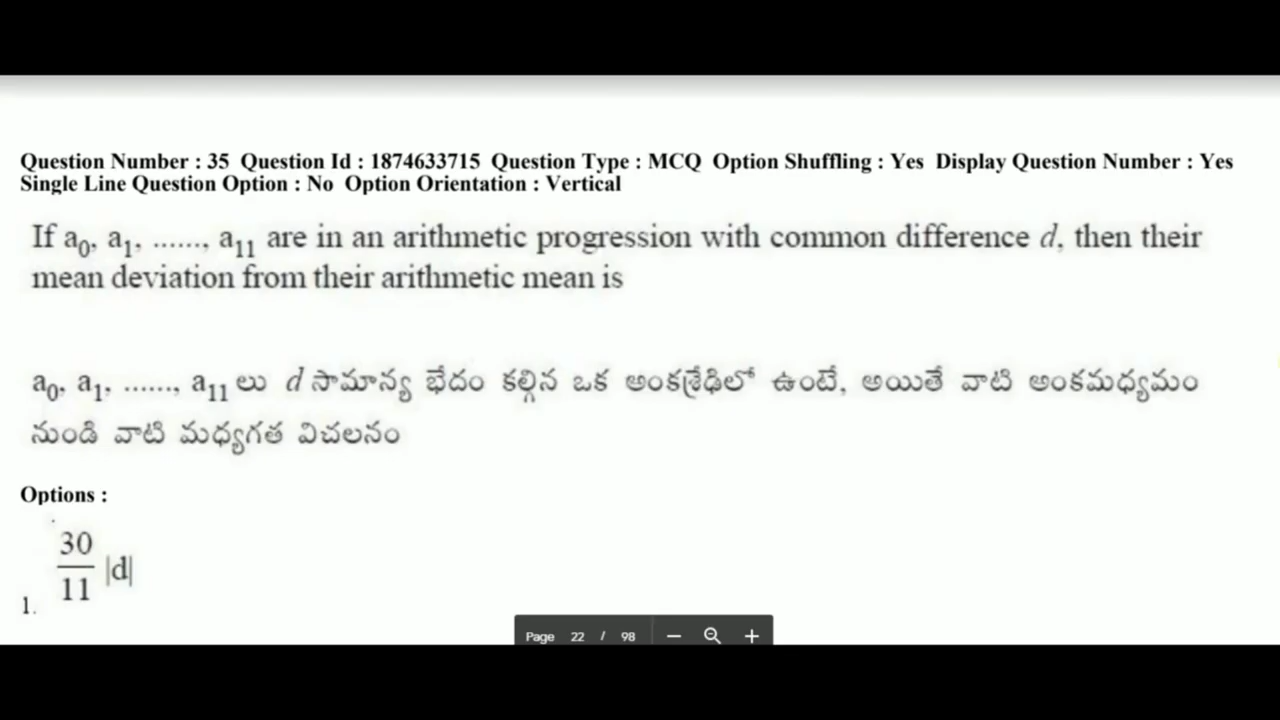 Question Number : 35 Question Id : 1874633715 Question Type : MCQ Option Shuffling : Yes Display Question Number : Yes
Single Line Question Option : No Option Orientation : Vertical
If a₀, a₁, ......, a₁₁ are in an arithmetic progression with common difference d, then their
mean deviation from their arithmetic mean is
a₀, a₁, ......, a₁₁ లు d సామాన్య భేదం కల్గిన ఒక అంకశ్రేఢిలో ఉంటే, అయితే వాటి అంకమధ్యమం
నుండి వాటి మధ్యగత విచలనం
Options :
1. 30/11 |d|
Page 22 / 98 — +